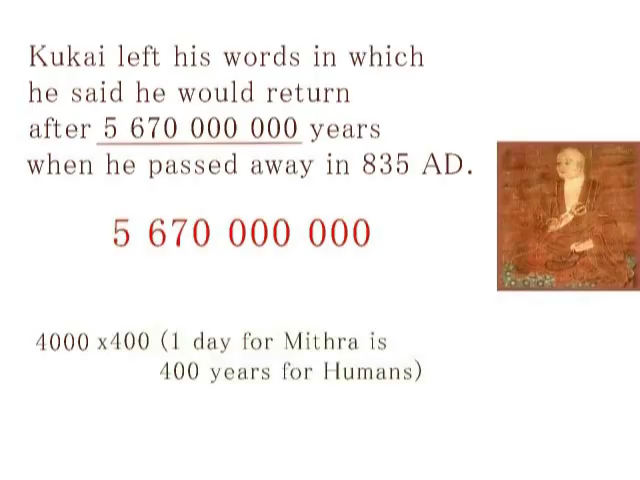 Kukai left his words in which
he said he would return
after 5 670 000 000 years
when he passed away in 835 AD.
5 670 000 000
4000 x400 (1 day for Mithra is
400 years for Humans)